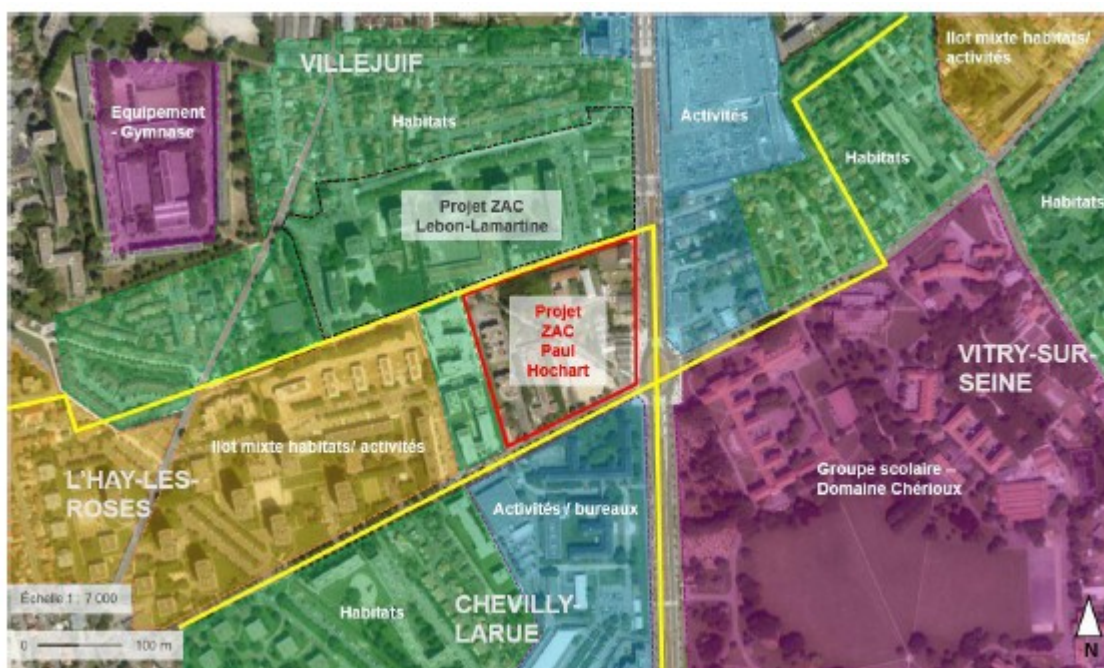 VILLEJUIF
Ilot mixte habitats/
activités
Equipement
- Gymnase
Habitats
Activités
Habitats
Habitats
Projet ZAC
Lebon-Lamartine
Projet
ZAC
Paul
Hochart
VITRY-SUR-
SEINE
Ilot mixte habitats/ activités
L'HAY-LES-
ROSES
Groupe scolaire –
Domaine Chérioux
Activités / bureaux
Échelle 1 : 7 000
0 100 m
Habitats
CHEVILLY-
LARUE
N